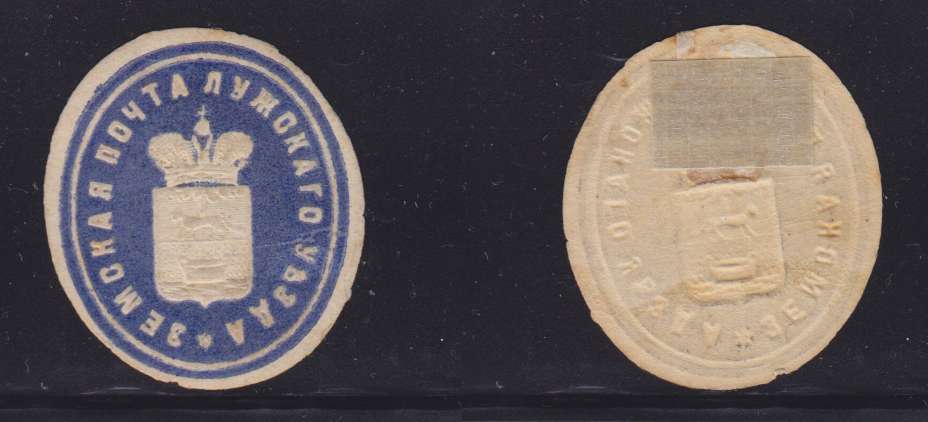 ЗЕМСКАЯ ПОЧТА ЛУЖСКАГО УѢЗДА *